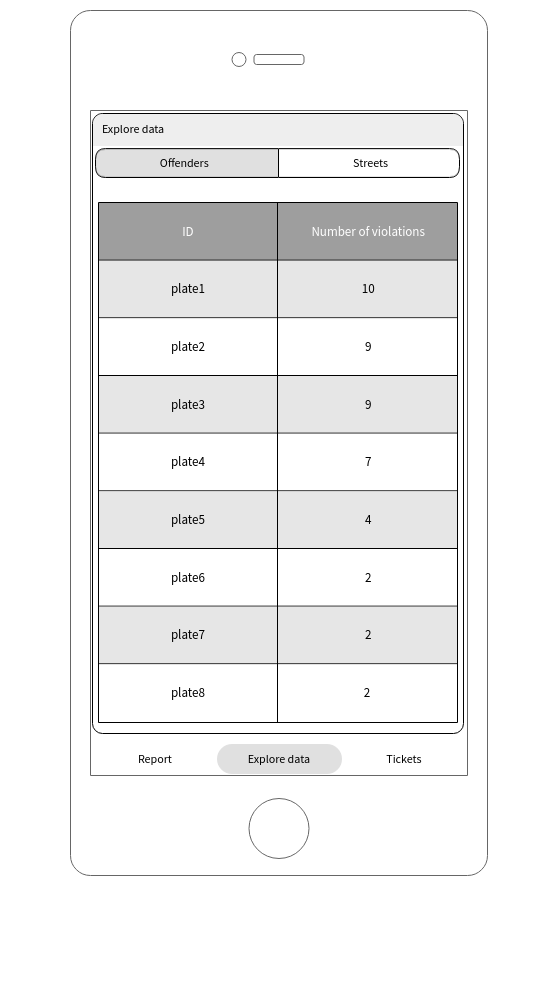 Explore data
Offenders Streets
ID Number of violations
plate1 10
plate2 9
plate3 9
plate4 7
plate5 4
plate6 2
plate7 2
plate8 2
Report Explore data Tickets